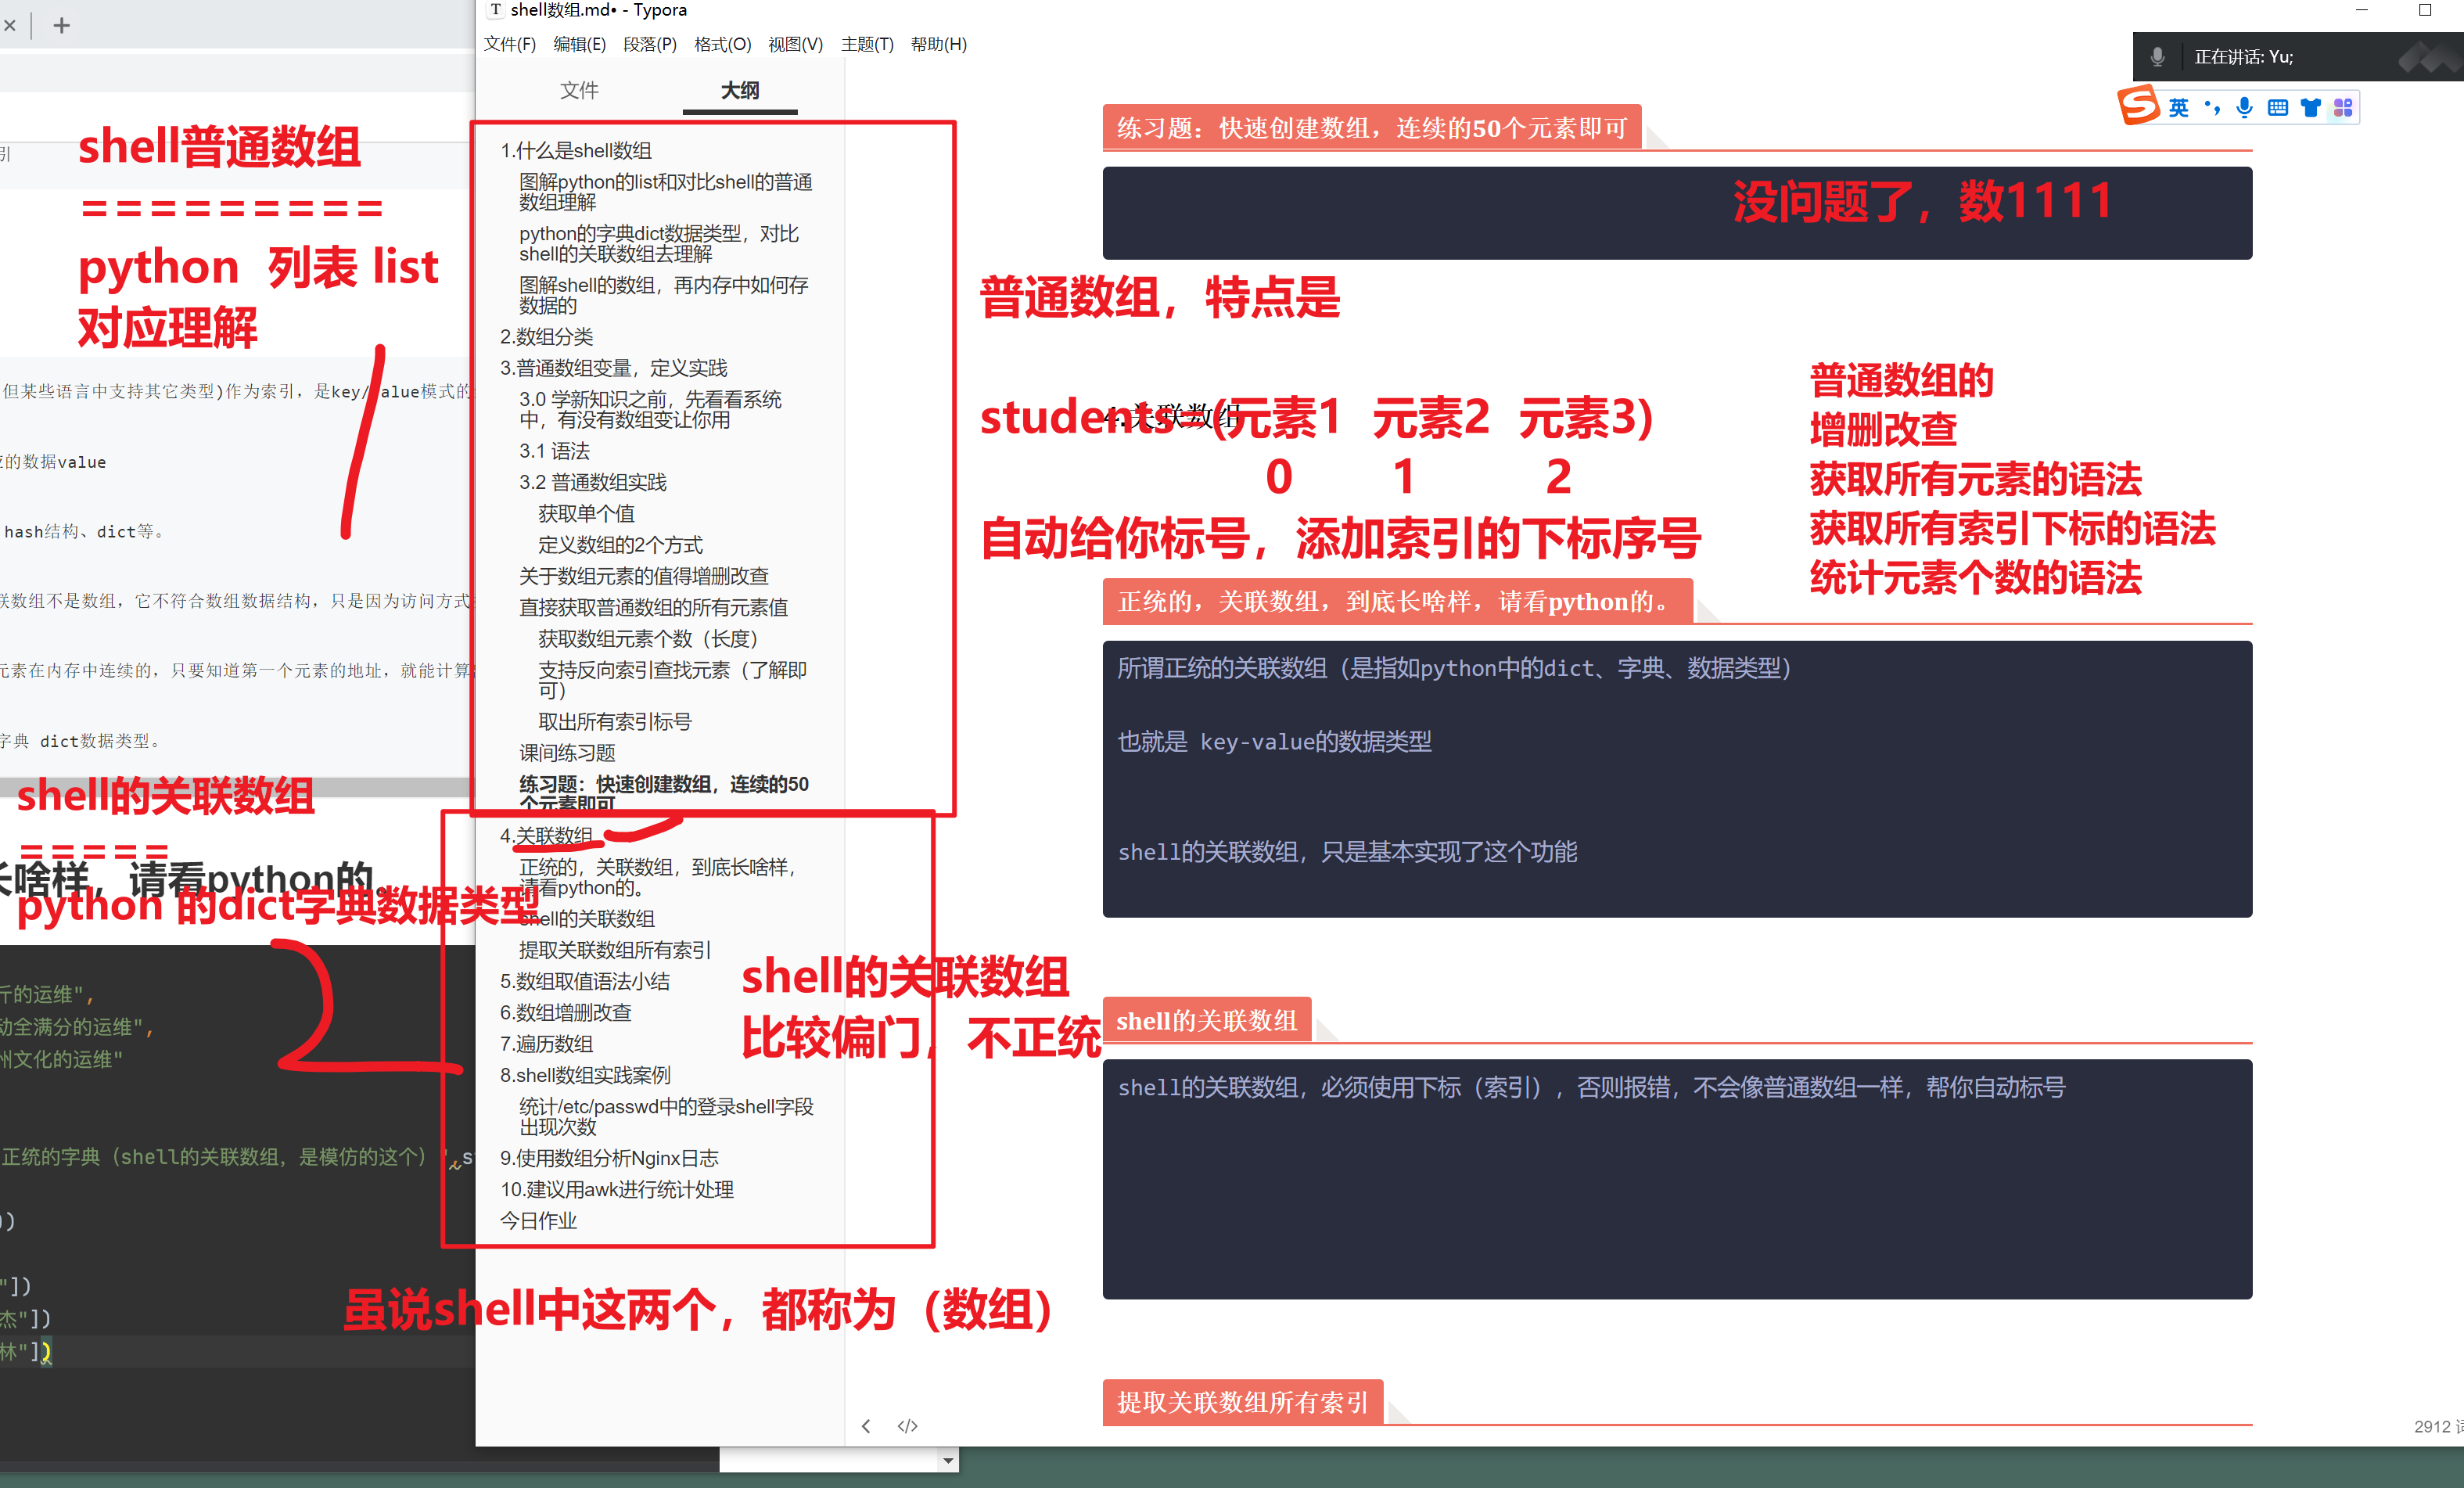 shell数组.md• - Typora
文件(F) 编辑(E) 段落(P) 格式(O) 视图(V) 主题(T) 帮助(H)
正在讲话: Yu;
英
文件 大纲
1.什么是shell数组
图解python的list和对比shell的普通
数组理解
python的字典dict数据类型，对比
shell的关联数组去理解
图解shell的数组，再内存中如何存
数据的
2.数组分类
3.普通数组变量，定义实践
3.0 学新知识之前，先看看系统
中，有没有数组变让你用
3.1 语法
3.2 普通数组实践
获取单个值
定义数组的2个方式
关于数组元素的值得增删改查
直接获取普通数组的所有元素值
获取数组元素个数（长度）
支持反向索引查找元素（了解即
可）
取出所有索引标号
课间练习题
练习题：快速创建数组，连续的50
个元素即可
4.关联数组
正统的，关联数组，到底长啥样，
请看python的。
shell的关联数组
提取关联数组所有索引
5.数组取值语法小结
6.数组增删改查
7.遍历数组
8.shell数组实践案例
统计/etc/passwd中的登录shell字段
出现次数
9.使用数组分析Nginx日志
10.建议用awk进行统计处理
今日作业
引
shell普通数组
=========
python 列表 list
对应理解
但某些语言中支持其它类型)作为索引，是key/value模式的
的数据value
hash结构、dict等。
联数组不是数组，它不符合数组数据结构，只是因为访问方式
元素在内存中连续的，只要知道第一个元素的地址，就能计算
字典 dict数据类型。
shell的关联数组
=====
长啥样，请看python的。
python 的dict字典数据类型
斤的运维",
动全满分的运维",
州文化的运维"
正统的字典（shell的关联数组，是模仿的这个）",s
))
"])
杰"])
林"])
虽说shell中这两个，都称为（数组）
shell的关联数组
比较偏门，不正统
练习题：快速创建数组，连续的50个元素即可
没问题了，数1111
普通数组，特点是
4.关联数组
students=(元素1 元素2 元素3)
0 1 2
自动给你标号，添加索引的下标序号
普通数组的
增删改查
获取所有元素的语法
获取所有索引下标的语法
统计元素个数的语法
正统的，关联数组，到底长啥样，请看python的。
所谓正统的关联数组（是指如python中的dict、字典、数据类型）
也就是 key-value的数据类型
shell的关联数组，只是基本实现了这个功能
shell的关联数组
shell的关联数组，必须使用下标（索引），否则报错，不会像普通数组一样，帮你自动标号
提取关联数组所有索引
2912 词